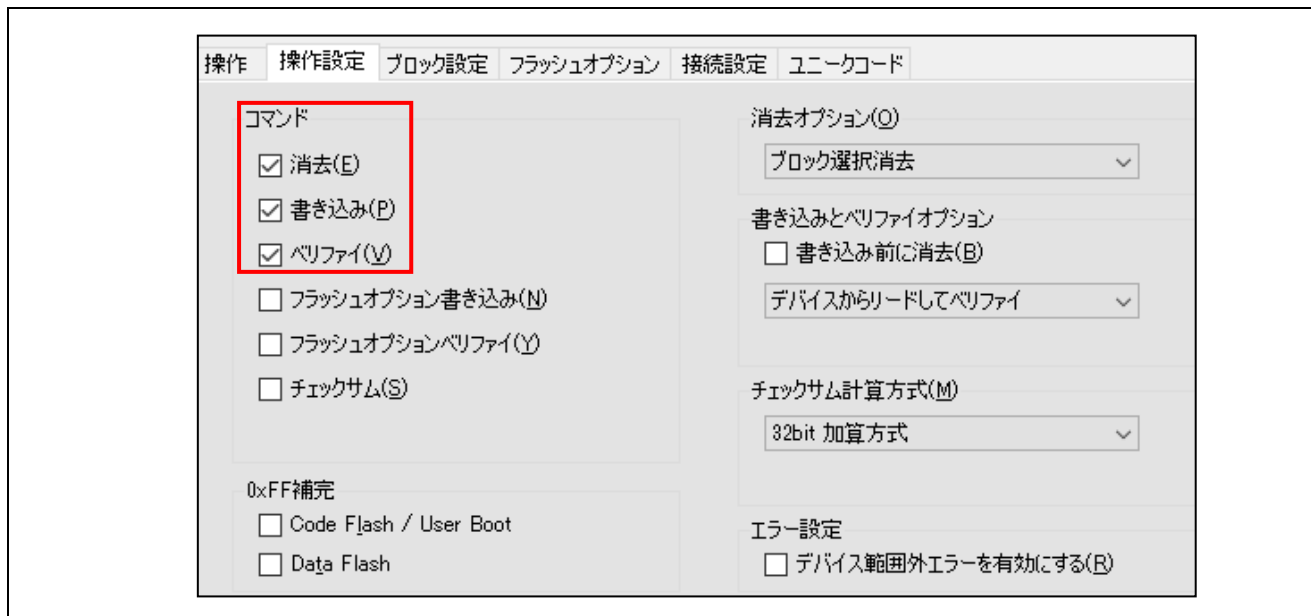 操作 操作設定 ブロック設定 フラッシュオプション 接続設定 ユニークコード
コマンド
消去(E)
書き込み(P)
ベリファイ(V)
フラッシュオプション書き込み(N)
フラッシュオプションベリファイ(Y)
チェックサム(S)
0xFF補完
Code Flash / User Boot
Data Flash
消去オプション(O)
ブロック選択消去
書き込みとベリファイオプション
書き込み前に消去(B)
デバイスからリードしてベリファイ
チェックサム計算方式(M)
32bit 加算方式
エラー設定
デバイス範囲外エラーを有効にする(R)